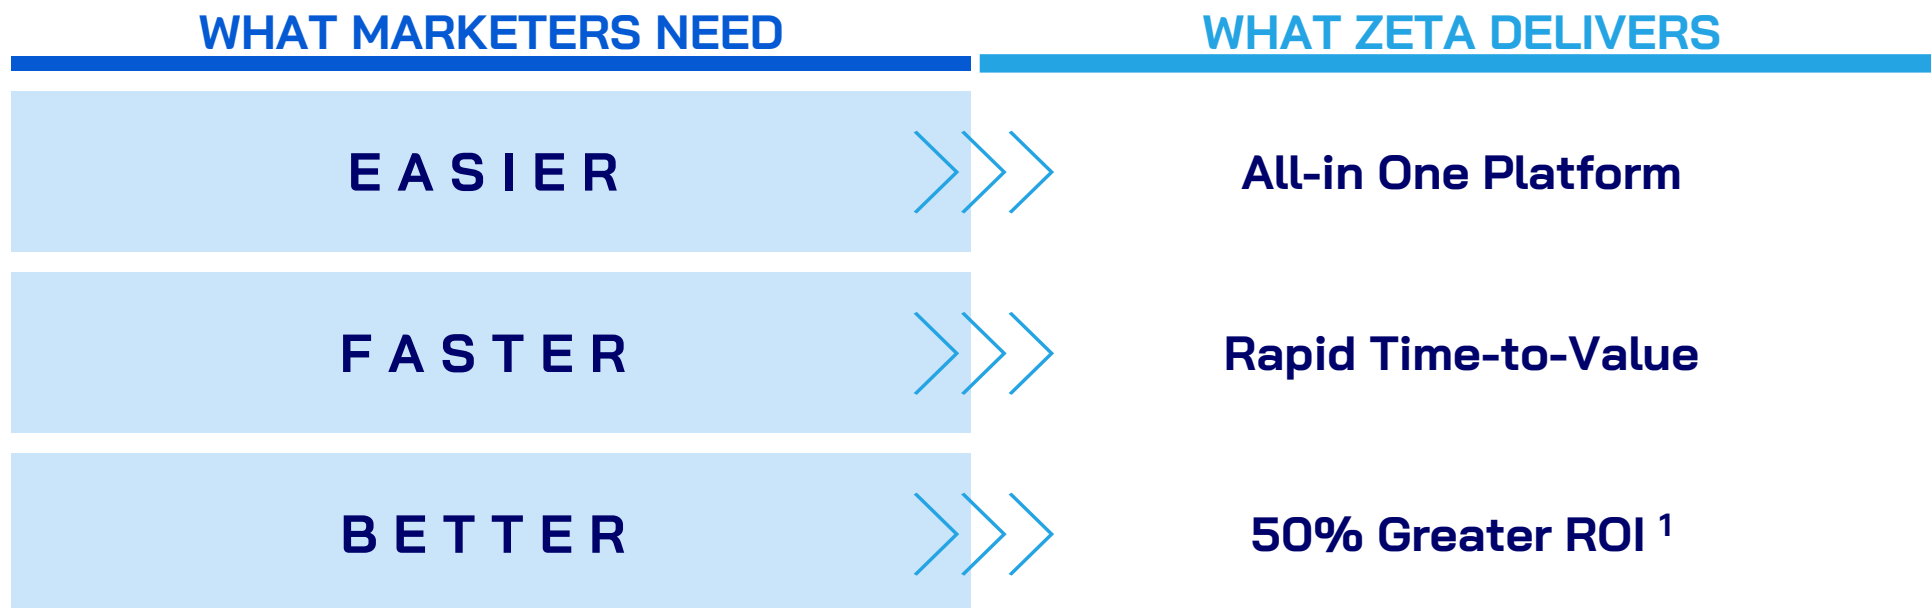 WHAT MARKETERS NEED
WHAT ZETA DELIVERS
EASIER
All-in One Platform
FASTER
Rapid Time-to-Value
BETTER
50% Greater ROI ¹